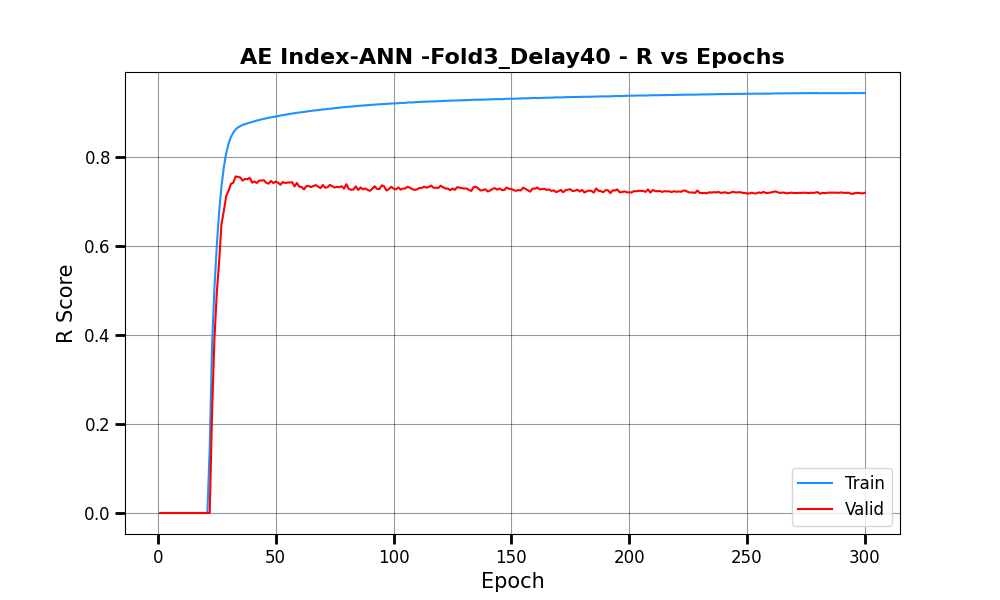 AE Index-ANN -Fold3_Delay40 - R vs Epochs
R Score
0.8
0.6
0.4
0.2
0.0
0 50 100 150 200 250 300
Epoch
Train
Valid